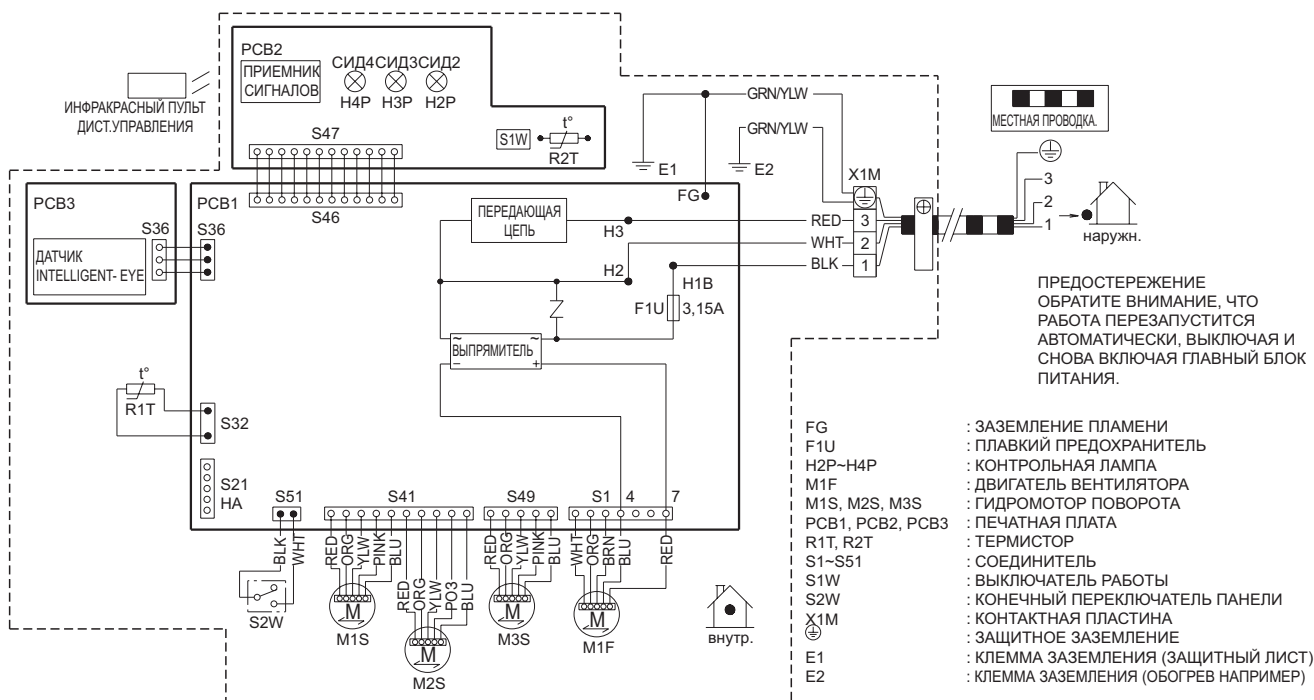 PCB2
ПРИЕМНИК
СИГНАЛОВ
СИД4 СИД3 СИД2
H4P H3P H2P
ИНФРАКРАСНЫЙ ПУЛЬТ
ДИСТ.УПРАВЛЕНИЯ
S47
S1W
t°
R2T
GRN/YLW
GRN/YLW
E1
E2
МЕСТНАЯ ПРОВОДКА.
PCB3
S36
ДАТЧИК
INTELLIGENT- EYE
PCB1
S36
S46
FG
X1M
ПЕРЕДАЮЩАЯ
ЦЕПЬ
H3
RED 3
H2
WHT 2
BLK 1
H1B
F1U 3,15A
3
2
1
наружн.
ВЫПРЯМИТЕЛЬ
~ ~
– +
ПРЕДОСТЕРЕЖЕНИЕ
ОБРАТИТЕ ВНИМАНИЕ, ЧТО
РАБОТА ПЕРЕЗАПУСТИТСЯ
АВТОМАТИЧЕСКИ, ВЫКЛЮЧАЯ И
СНОВА ВКЛЮЧАЯ ГЛАВНЫЙ БЛОК
ПИТАНИЯ.
t°
R1T
S32
S21
HA
S51
S41
S49
S1 4 7
BLK
WHT
RED
ORG
YLW
PINK
BLU
RED
ORG
YLW
PO3
BLU
RED
ORG
YLW
PINK
BLU
WHT
ORG
BRN
BLU
RED
S2W
M
M1S
M
M2S
M
M3S
M
M1F
внутр.
FG : ЗАЗЕМЛЕНИЕ ПЛАМЕНИ
F1U : ПЛАВКИЙ ПРЕДОХРАНИТЕЛЬ
H2P~H4P : КОНТРОЛЬНАЯ ЛАМПА
M1F : ДВИГАТЕЛЬ ВЕНТИЛЯТОРА
M1S, M2S, M3S : ГИДРОМОТОР ПОВОРОТА
PCB1, PCB2, PCB3 : ПЕЧАТНАЯ ПЛАТА
R1T, R2T : ТЕРМИСТОР
S1~S51 : СОЕДИНИТЕЛЬ
S1W : ВЫКЛЮЧАТЕЛЬ РАБОТЫ
S2W : КОНЕЧНЫЙ ПЕРЕКЛЮЧАТЕЛЬ ПАНЕЛИ
X1M : КОНТАКТНАЯ ПЛАСТИНА
: ЗАЩИТНОЕ ЗАЗЕМЛЕНИЕ
E1 : КЛЕММА ЗАЗЕМЛЕНИЯ (ЗАЩИТНЫЙ ЛИСТ)
E2 : КЛЕММА ЗАЗЕМЛЕНИЯ (ОБОГРЕВ НАПРИМЕР)